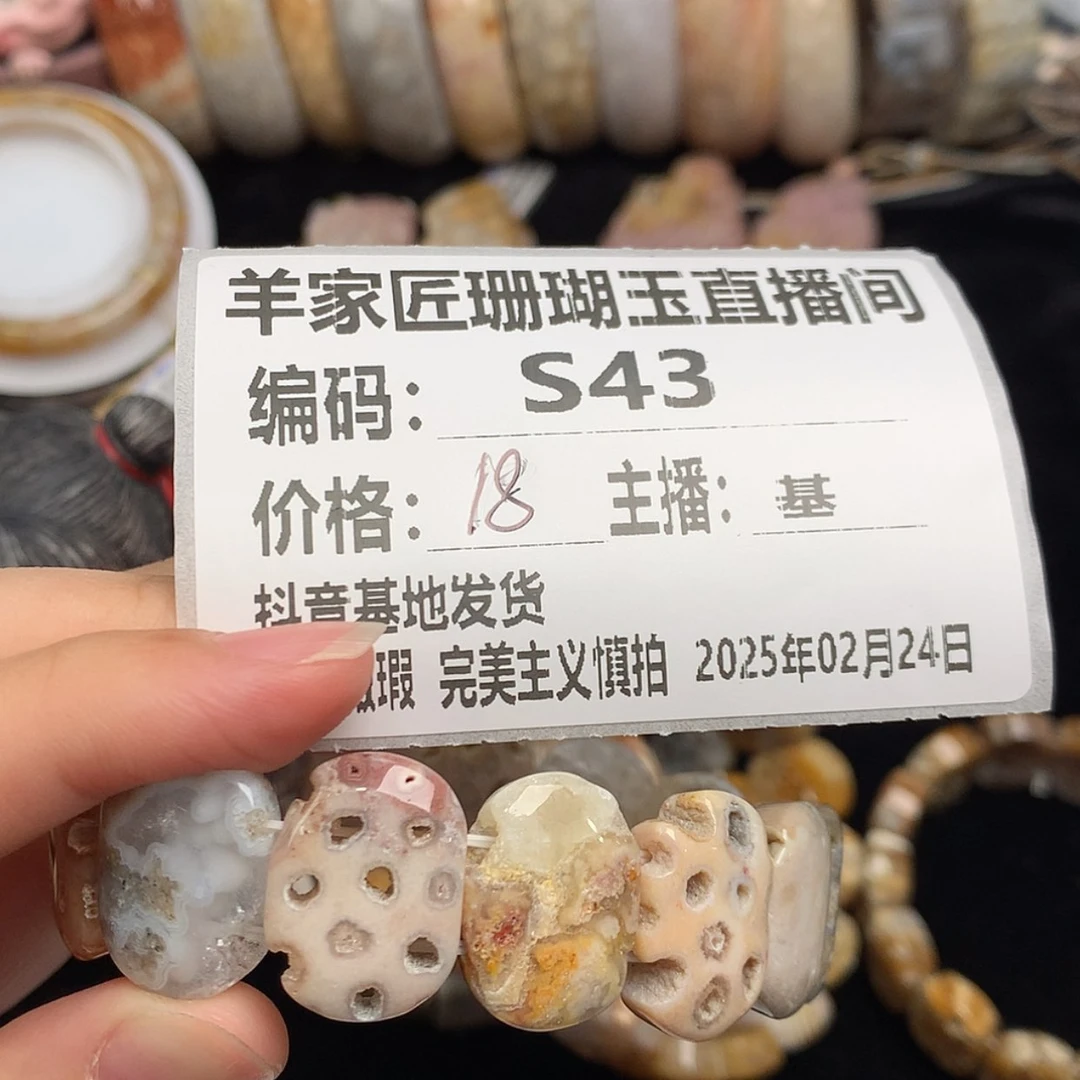 羊家匠珊瑚玉直播间
编码： S43
价格： 18 主播： 基
抖音基地发货
瑕 完美主义慎拍 2025年02月24日